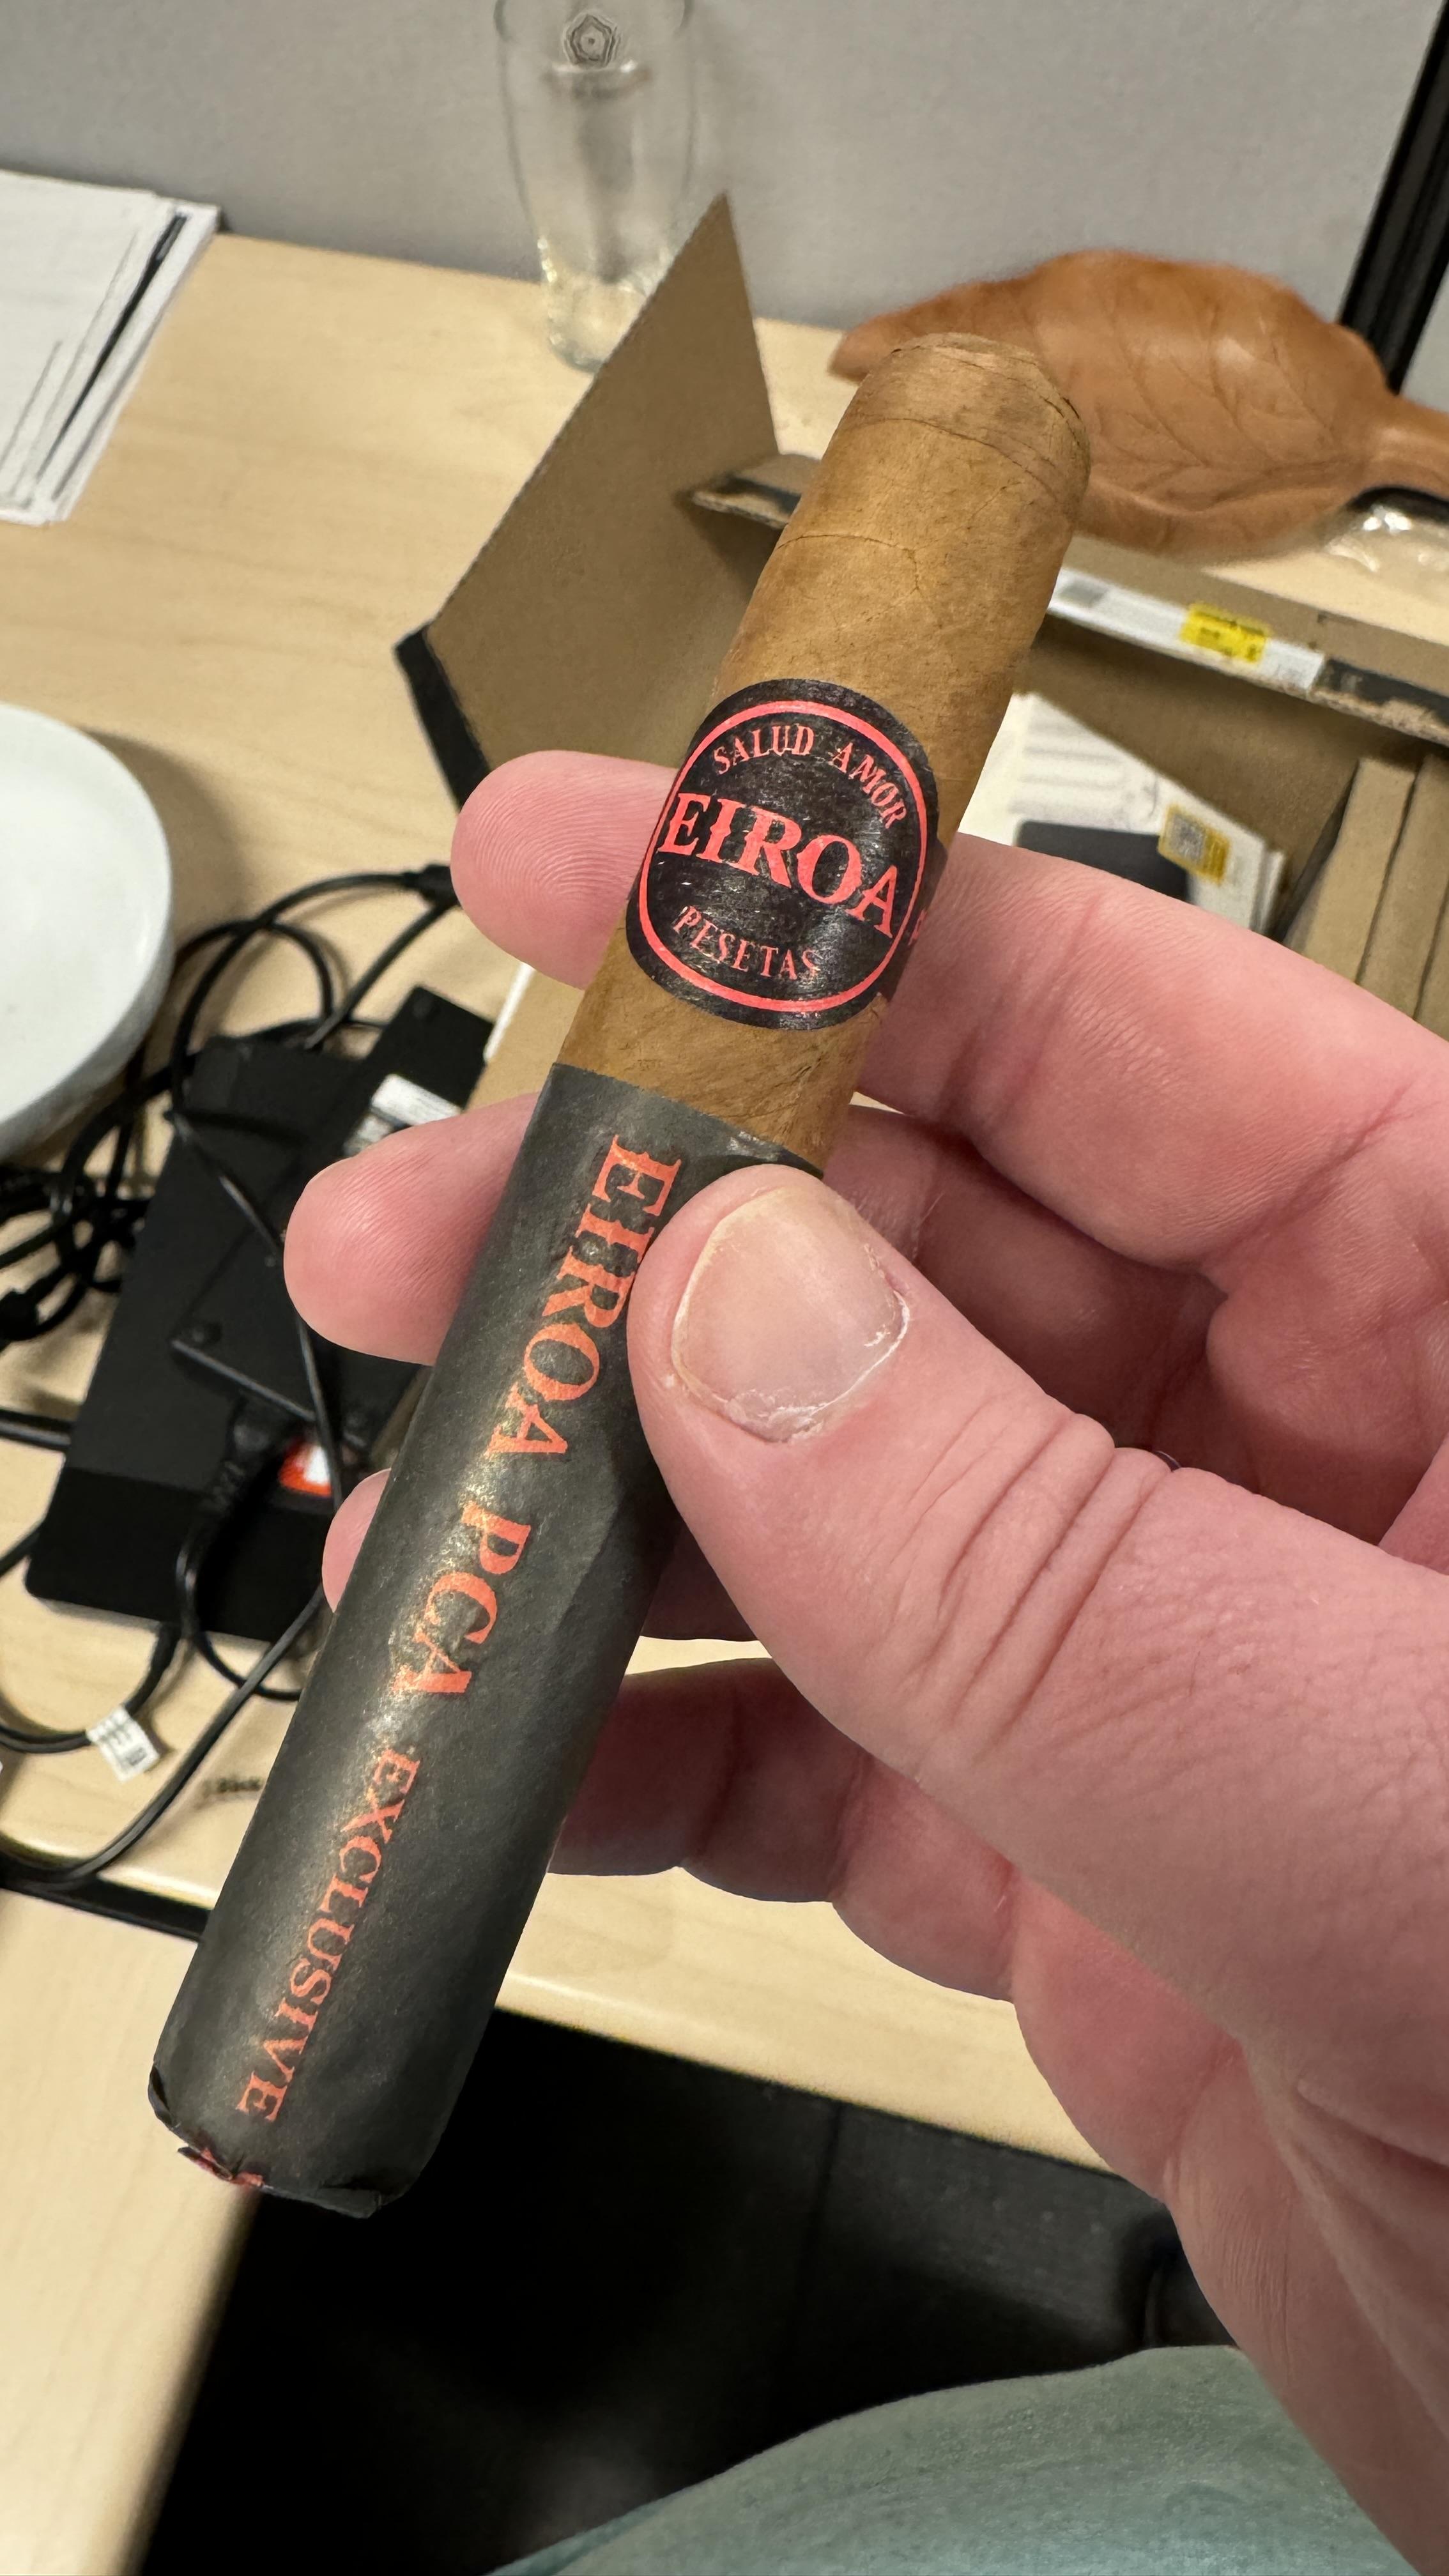 SALUD AMOR
EIROA
PESETAS
EIROA PCA EXCLUSIVE